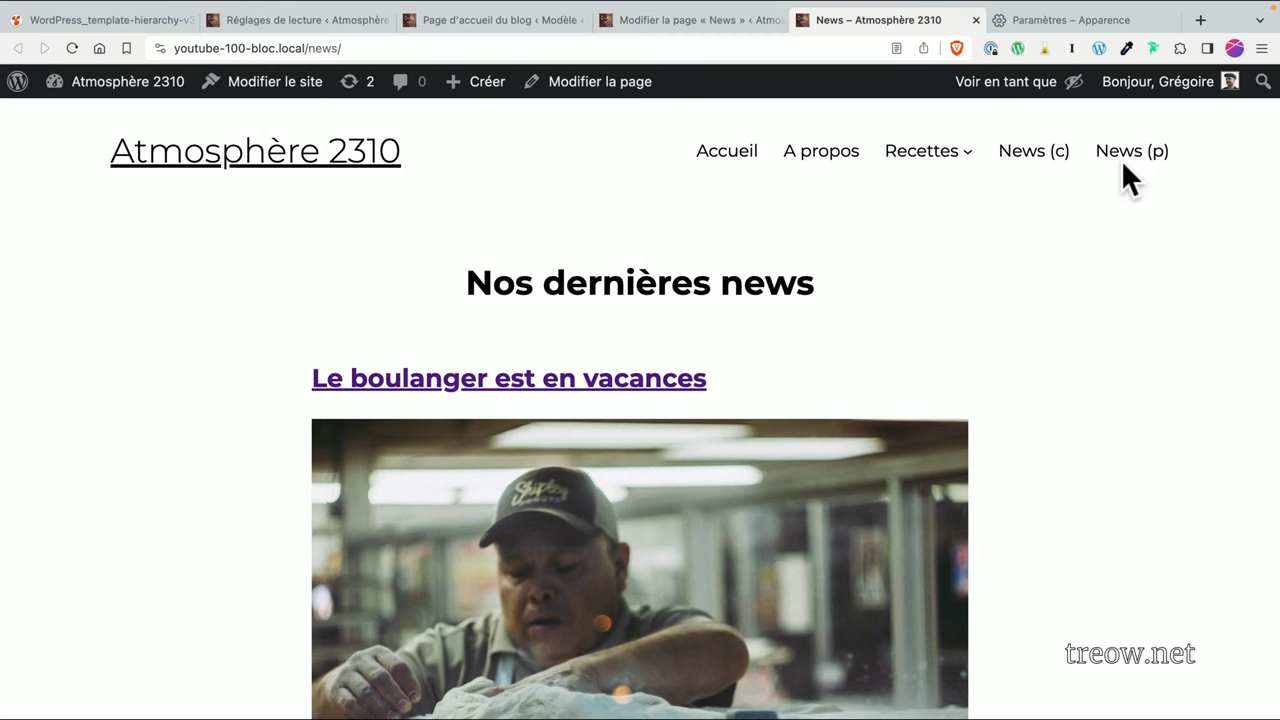 WordPress_template-hierarchy-v3
Réglages de lecture ‹ Atmosphère
Page d'accueil du blog ‹ Modèle ‹
Modifier la page « News » ‹ Atmo
News – Atmosphère 2310
Paramètres – Apparence
youtube-100-bloc.local/news/
Atmosphère 2310
Modifier le site
2
0
Créer
Modifier la page
Voir en tant que
Bonjour, Grégoire
Atmosphère 2310
Accueil
A propos
Recettes
News (c)
News (p)
Nos dernières news
Le boulanger est en vacances
Shipley
Donuts
treow.net